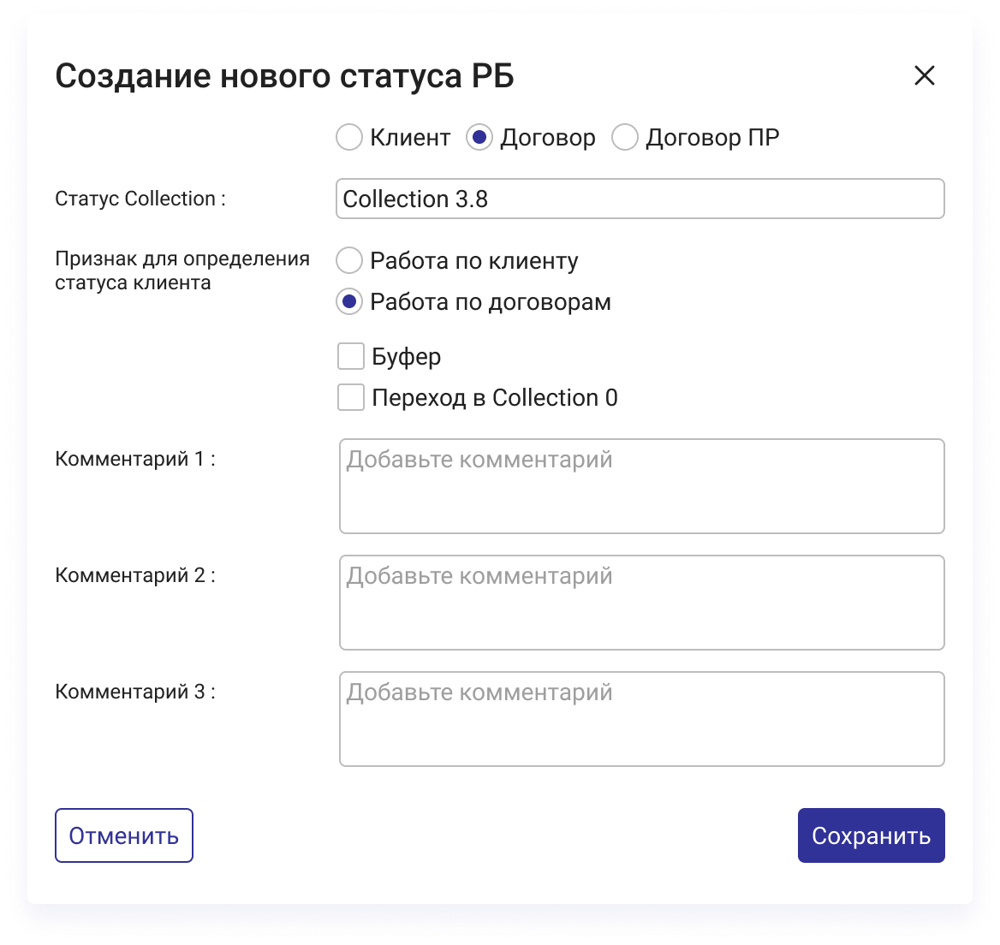 Создание нового статуса РБ
Клиент Договор Договор ПР
Статус Collection : Collection 3.8
Признак для определения
статуса клиента
Работа по клиенту
Работа по договорам
Буфер
Переход в Collection 0
Комментарий 1 : Добавьте комментарий
Комментарий 2 : Добавьте комментарий
Комментарий 3 : Добавьте комментарий
Отменить Сохранить